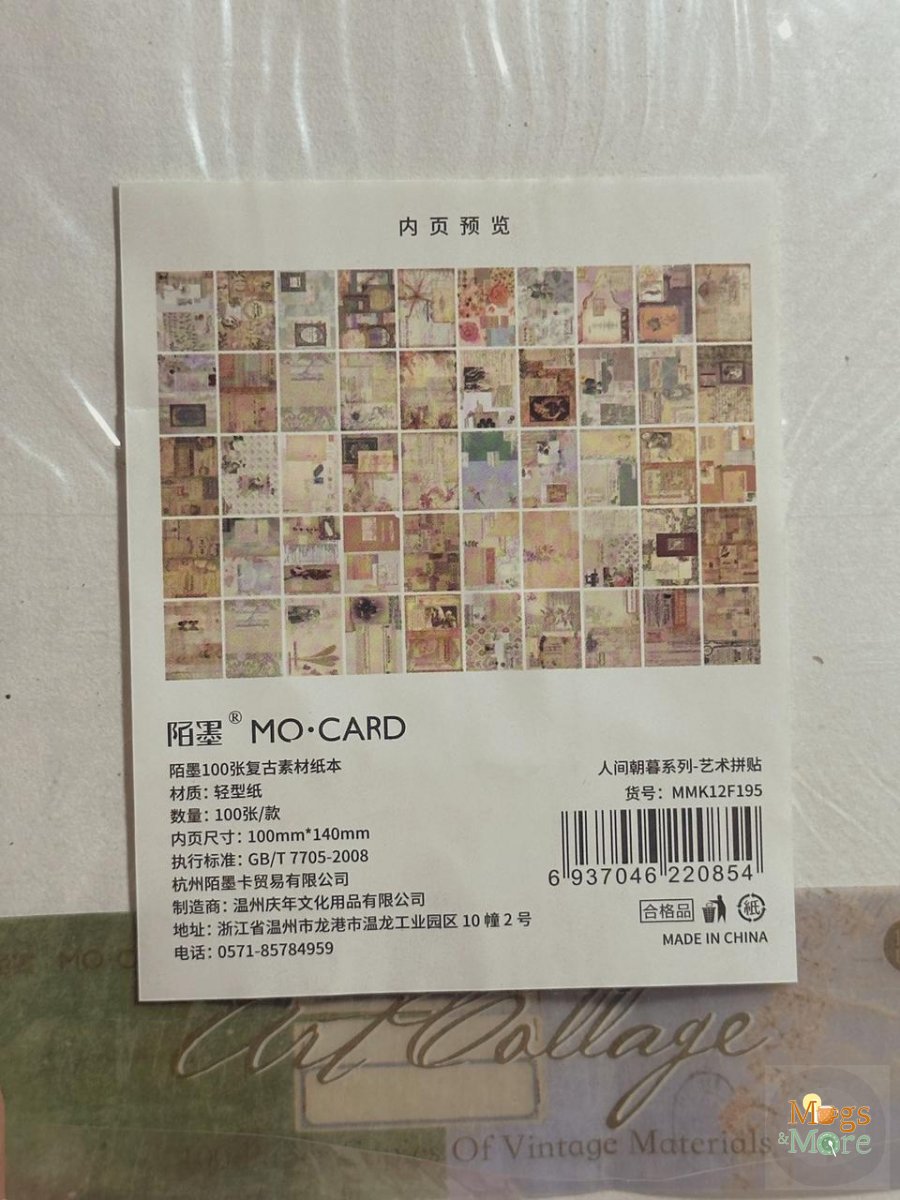 内页预览
陌墨® MO·CARD
陌墨100张复古素材纸本
材质：轻型纸
数量：100张/款
内页尺寸：100mm*140mm
执行标准：GB/T 7705-2008
杭州陌墨卡贸易有限公司
制造商：温州庆年文化用品有限公司
地址：浙江省温州市龙港市温龙工业园区 10 幢 2 号
电话：0571-85784959
人间朝暮系列-艺术拼贴
货号：MMK12F195
6 937046 220854
合格品
紙
MADE IN CHINA
MO·C
Art Collage
Of Vintage Materials
Mugs
&More